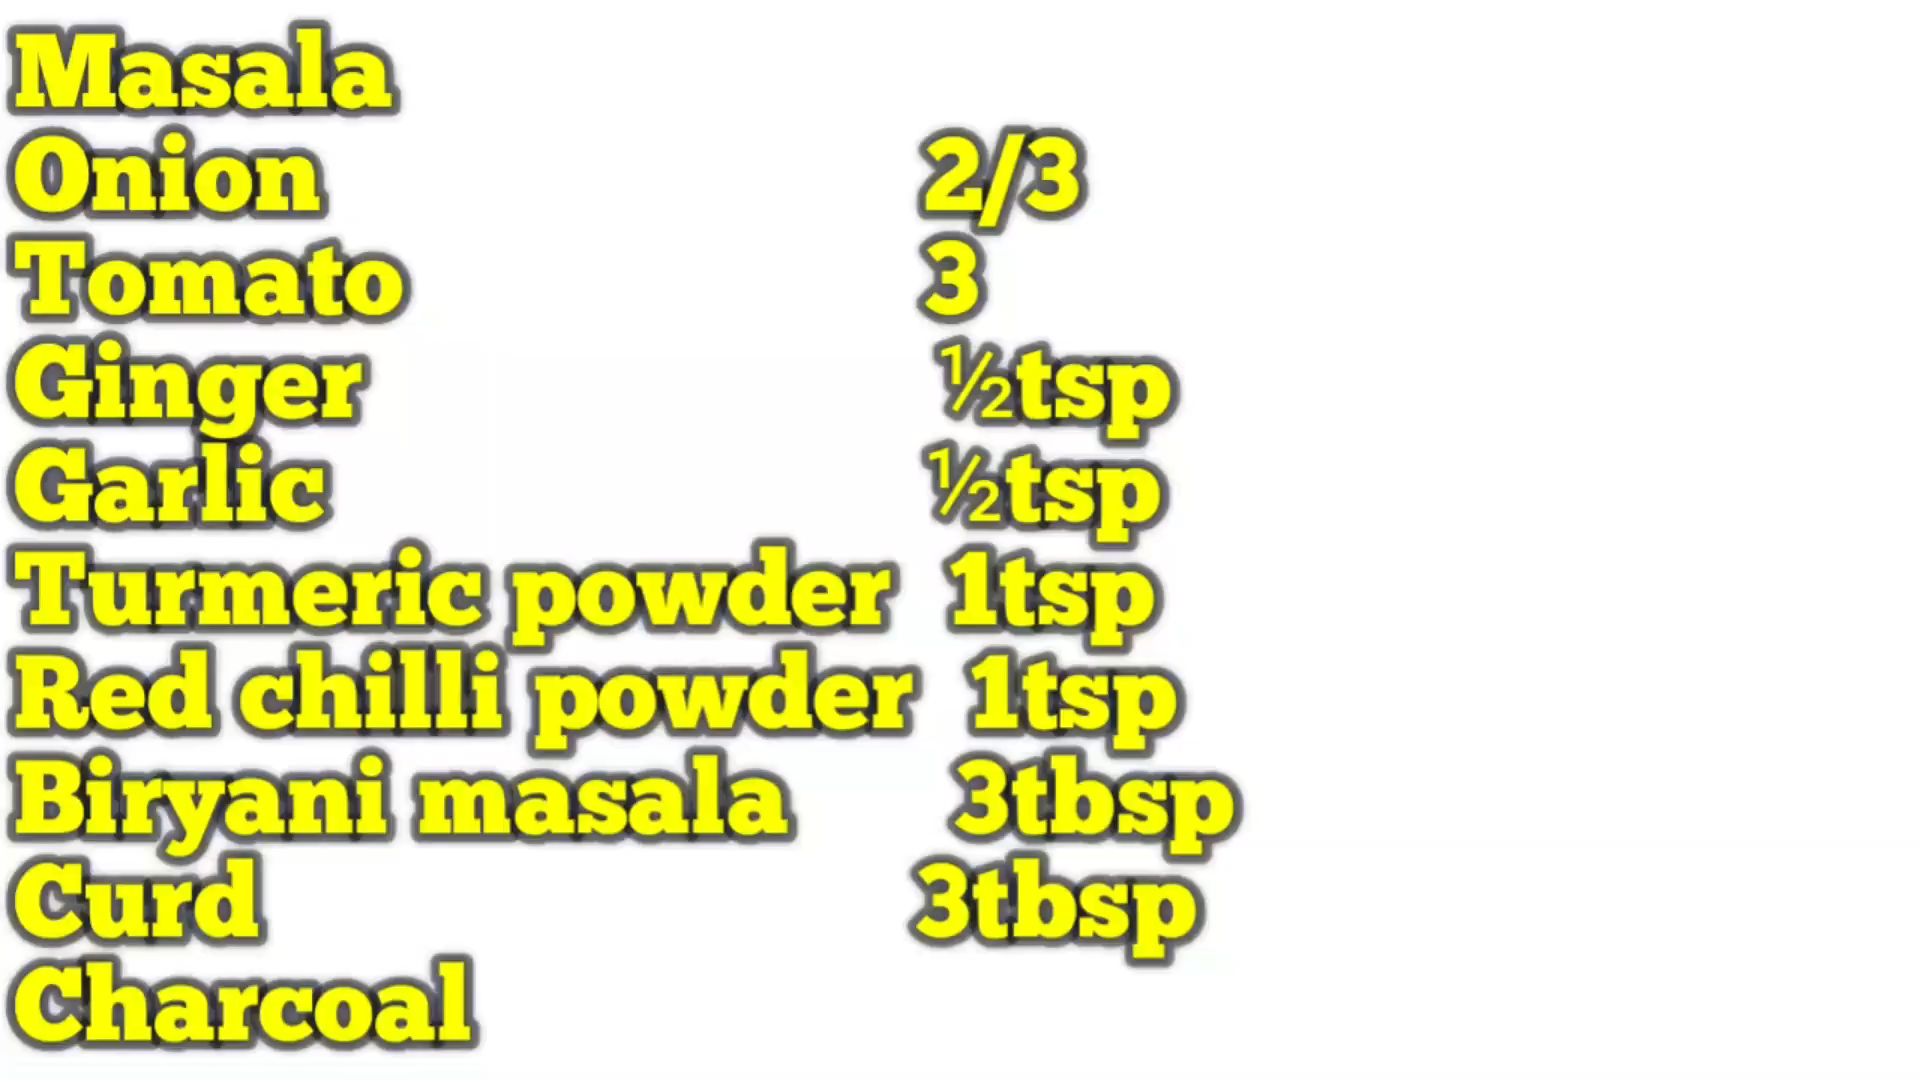 Masala
Onion 2/3
Tomato 3
Ginger ½tsp
Garlic ½tsp
Turmeric powder 1tsp
Red chilli powder 1tsp
Biryani masala 3tbsp
Curd 3tbsp
Charcoal